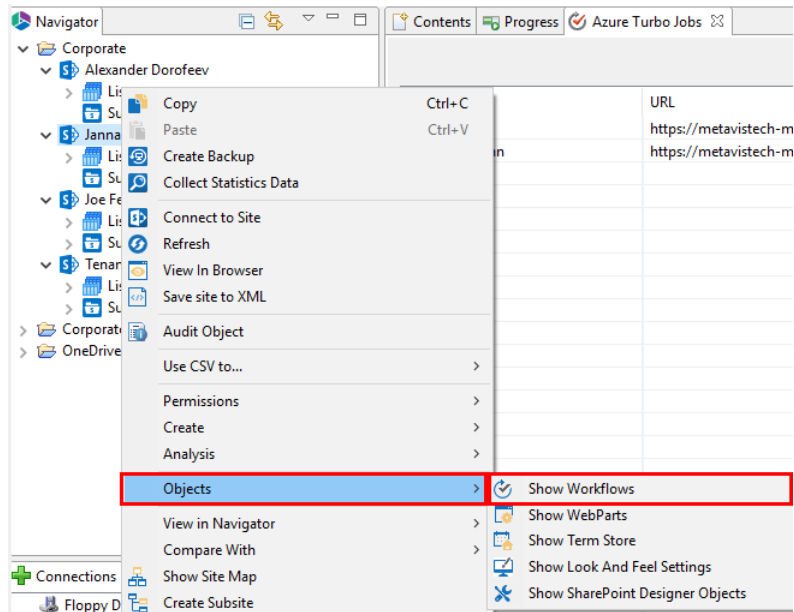 Navigator
Contents
Progress
Azure Turbo Jobs
Corporate
Alexander Dorofeev
Copy Ctrl+C
URL
Paste Ctrl+V
https://metavistech-m
Create Backup
https://metavistech-m
Collect Statistics Data
Connect to Site
Refresh
View In Browser
Save site to XML
Audit Object
OneDrive
Use CSV to...
Permissions
Create
Analysis
Objects
Show Workflows
Show WebParts
View in Navigator
Show Term Store
Compare With
Show Look And Feel Settings
Connections
Show Site Map
Show SharePoint Designer Objects
Floppy D
Create Subsite